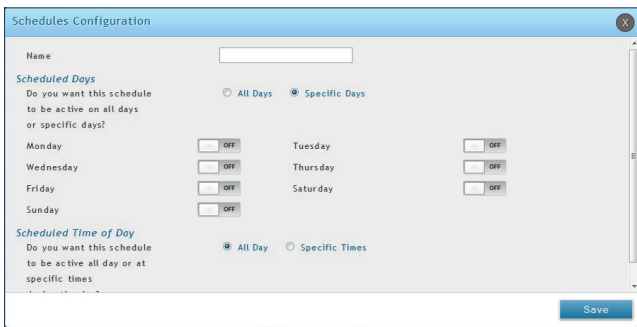 Schedules Configuration
X
Name
Scheduled Days
Do you want this schedule
to be active on all days
or specific days?
All Days
Specific Days
Monday OFF Tuesday OFF
Wednesday OFF Thursday OFF
Friday OFF Saturday OFF
Sunday OFF
Scheduled Time of Day
Do you want this schedule
to be active all day or at
specific times
All Day
Specific Times
Save